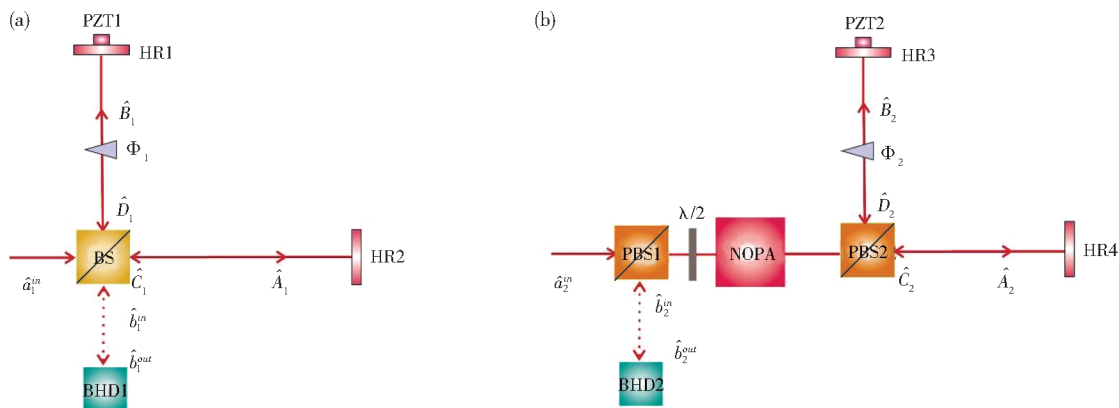 (a)
PZT1
HR1
B̂₁
Φ₁
D̂₁
BS
HR2
â₁ⁱⁿ
Ĉ₁
Â₁
b̂₁ⁱⁿ
b̂₁ᵒᵘᵗ
BHD1
(b)
PZT2
HR3
B̂₂
Φ₂
D̂₂
λ/2
PBS1
NOPA
PBS2
HR4
â₂ⁱⁿ
Ĉ₂
Â₂
b̂₂ⁱⁿ
b̂₂ᵒᵘᵗ
BHD2